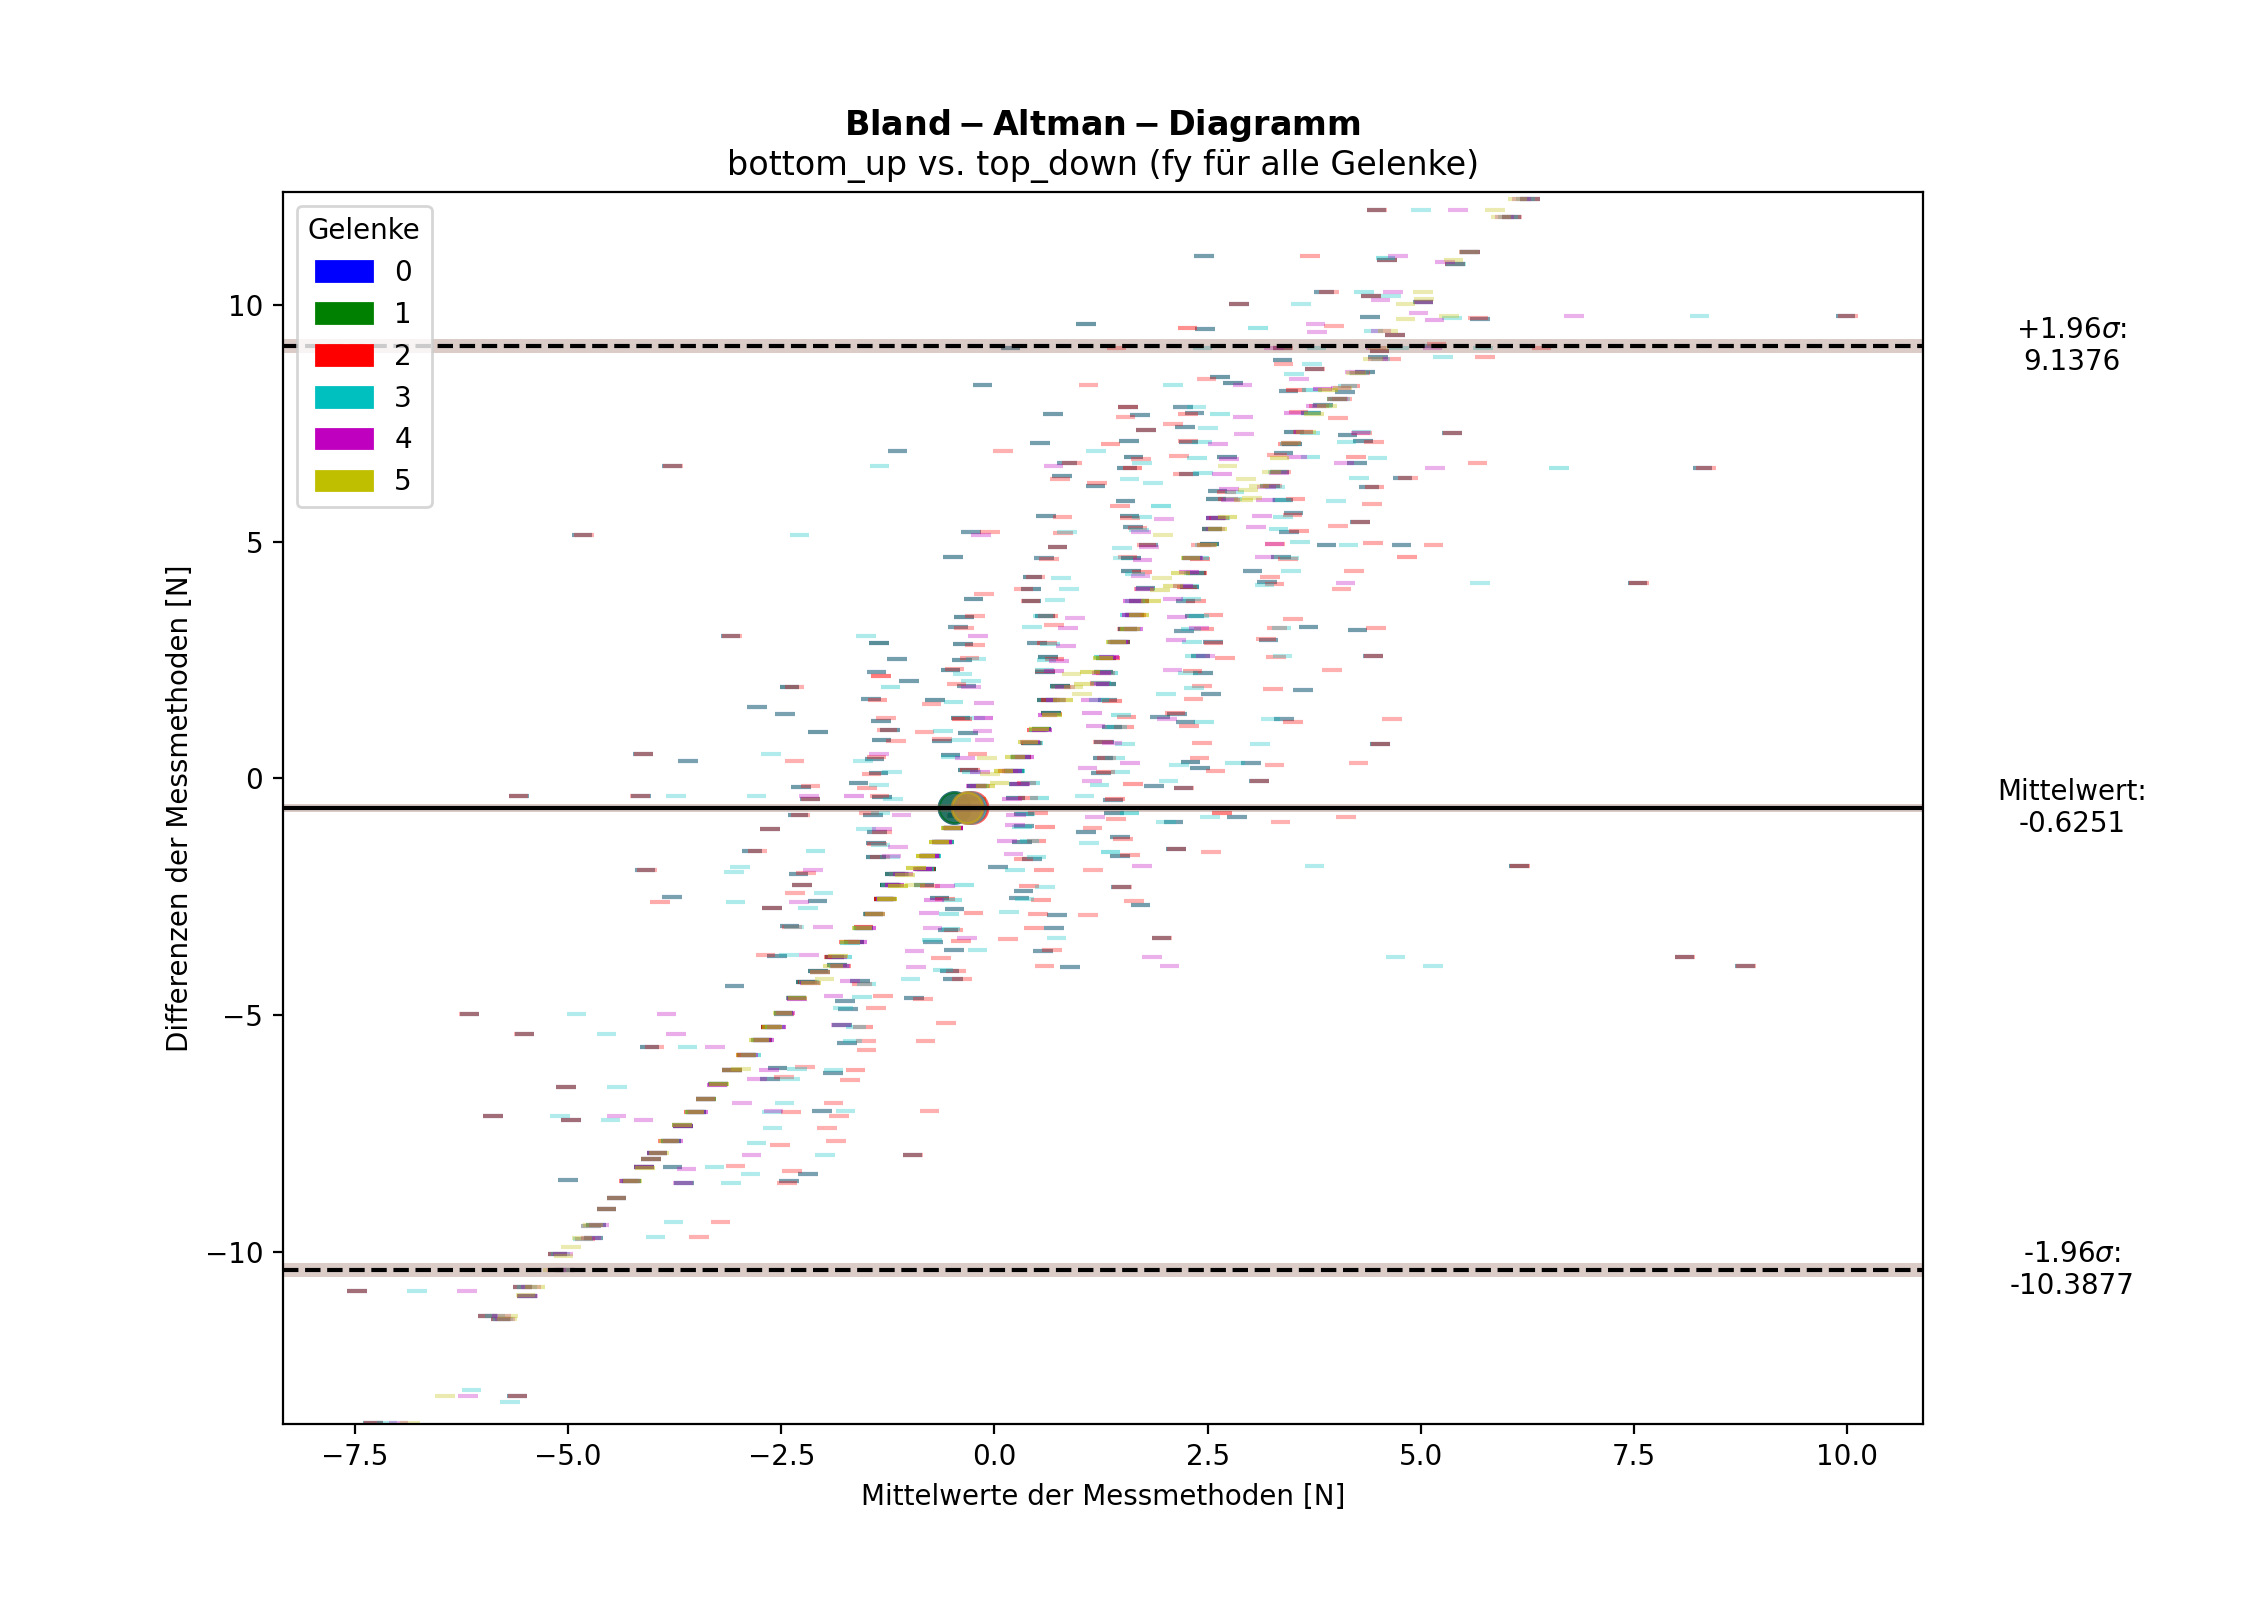 Bland – Altman – Diagramm
bottom_up vs. top_down (fy für alle Gelenke)
Gelenke
0
1
2
3
4
5
Differenzen der Messmethoden [N]
10
5
0
−5
−10
+1.96σ:
9.1376
Mittelwert:
-0.6251
-1.96σ:
-10.3877
−7.5 −5.0 −2.5 0.0 2.5 5.0 7.5 10.0
Mittelwerte der Messmethoden [N]